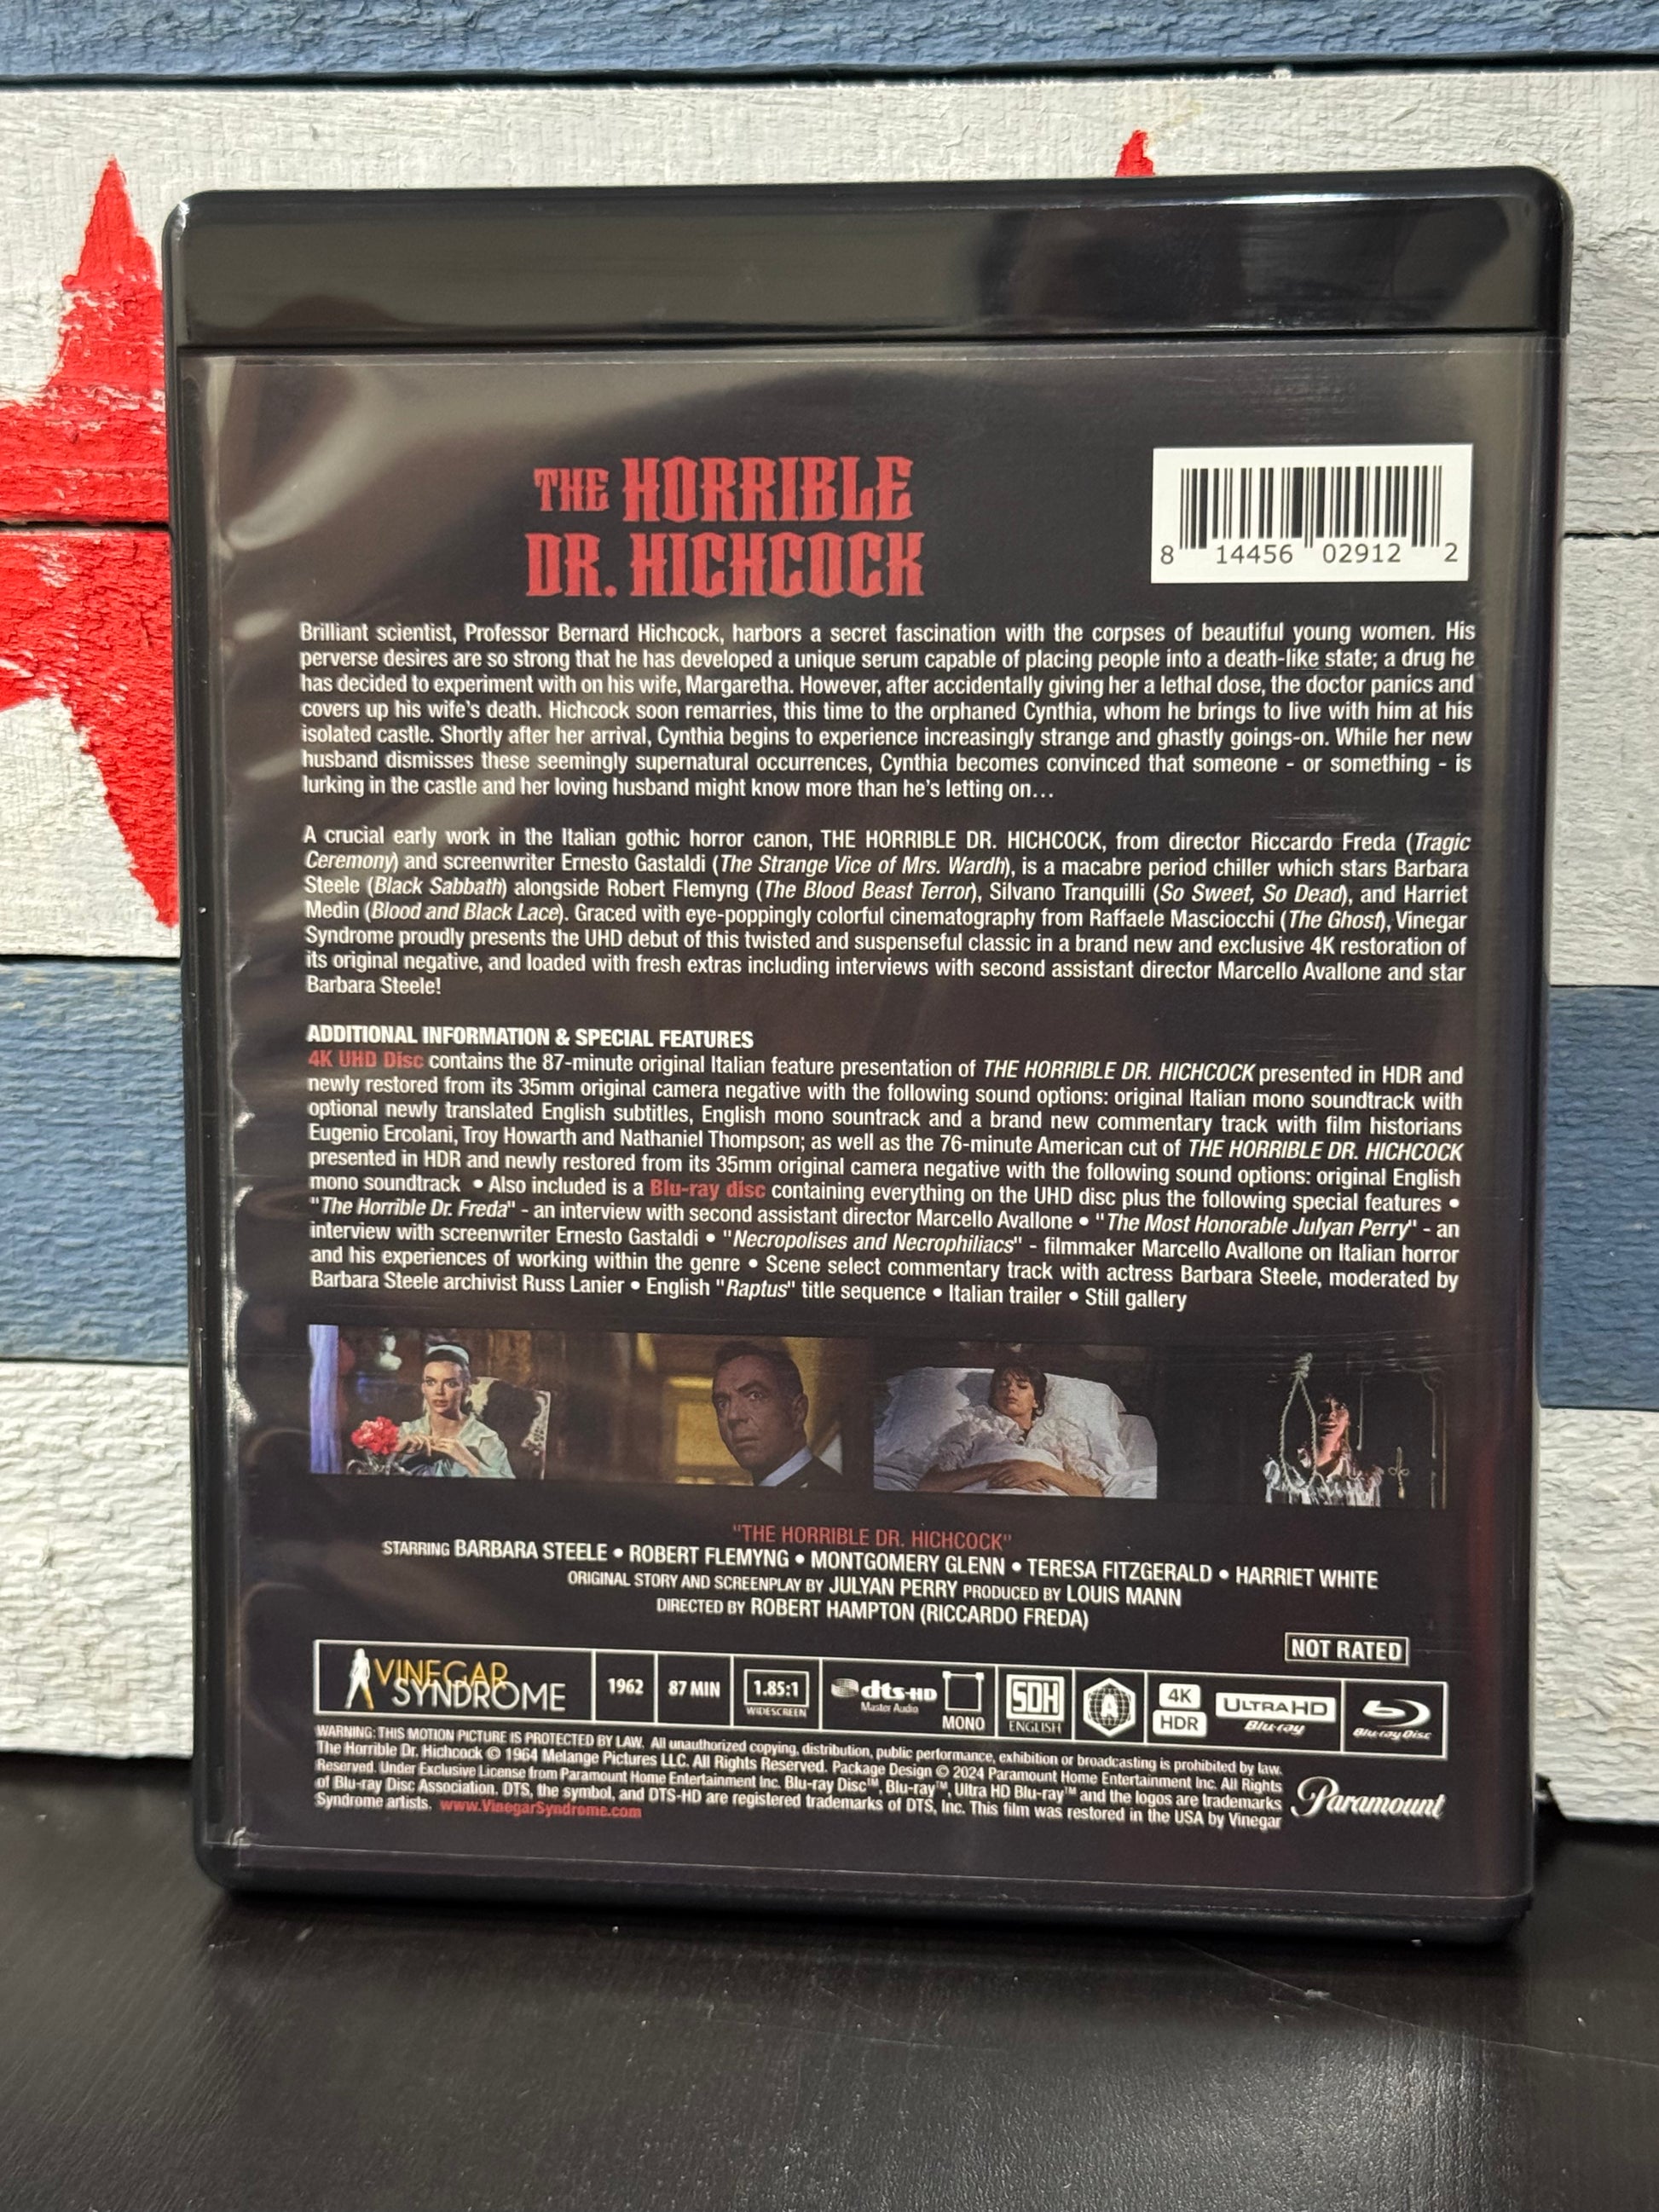 THE HORRIBLE
DR. HICHCOCK
8 14456 02912 2
Brilliant scientist, Professor Bernard Hichcock, harbors a secret fascination with the corpses of beautiful young women. His
perverse desires are so strong that he has developed a unique serum capable of placing people into a death-like state; a drug he
has decided to experiment with on his wife, Margaretha. However, after accidentally giving her a lethal dose, the doctor panics and
covers up his wife's death. Hichcock soon remarries, this time to the orphaned Cynthia, whom he brings to live with him at his
isolated castle. Shortly after her arrival, Cynthia begins to experience increasingly strange and ghastly goings-on. While her new
husband dismisses these seemingly supernatural occurrences, Cynthia becomes convinced that someone - or something - is
lurking in the castle and her loving husband might know more than he's letting on...
A crucial early work in the Italian gothic horror canon, THE HORRIBLE DR. HICHCOCK, from director Riccardo Freda (Tragic
Ceremony) and screenwriter Ernesto Gastaldi (The Strange Vice of Mrs. Wardh), is a macabre period chiller which stars Barbara
Steele (Black Sabbath) alongside Robert Flemyng (The Blood Beast Terror), Silvano Tranquilli (So Sweet, So Dead), and Harriet
Medin (Blood and Black Lace). Graced with eye-poppingly colorful cinematography from Raffaele Masciocchi (The Ghost), Vinegar
Syndrome proudly presents the UHD debut of this twisted and suspenseful classic in a brand new and exclusive 4K restoration of
its original negative, and loaded with fresh extras including interviews with second assistant director Marcello Avallone and star
Barbara Steele!
ADDITIONAL INFORMATION & SPECIAL FEATURES
4K UHD Disc contains the 87-minute original Italian feature presentation of THE HORRIBLE DR. HICHCOCK presented in HDR and
newly restored from its 35mm original camera negative with the following sound options: original Italian mono soundtrack with
optional newly translated English subtitles, English mono sountrack and a brand new commentary track with film historians
Eugenio Ercolani, Troy Howarth and Nathaniel Thompson; as well as the 76-minute American cut of THE HORRIBLE DR. HICHCOCK
presented in HDR and newly restored from its 35mm original camera negative with the following sound options: original English
mono soundtrack • Also included is a Blu-ray disc containing everything on the UHD disc plus the following special features •
"The Horrible Dr. Freda" - an interview with second assistant director Marcello Avallone • "The Most Honorable Julyan Perry" - an
interview with screenwriter Ernesto Gastaldi • "Necropolises and Necrophiliacs" - filmmaker Marcello Avallone on Italian horror
and his experiences of working within the genre • Scene select commentary track with actress Barbara Steele, moderated by
Barbara Steele archivist Russ Lanier • English "Raptus" title sequence • Italian trailer • Still gallery
"THE HORRIBLE DR. HICHCOCK"
STARRING BARBARA STEELE • ROBERT FLEMYNG • MONTGOMERY GLENN • TERESA FITZGERALD • HARRIET WHITE
ORIGINAL STORY AND SCREENPLAY BY JULYAN PERRY PRODUCED BY LOUIS MANN
DIRECTED BY ROBERT HAMPTON (RICCARDO FREDA)
NOT RATED
VINEGAR
SYNDROME
1962
87 MIN
1.85:1
WIDESCREEN
dts-HD
Master Audio
MONO
SDH
ENGLISH
A
4K
HDR
ULTRA HD
Blu-ray
Blu-ray Disc
WARNING: THIS MOTION PICTURE IS PROTECTED BY LAW. All unauthorized copying, distribution, public performance, exhibition or broadcasting is prohibited by law.
The Horrible Dr. Hichcock © 1964 Melange Pictures LLC. All Rights Reserved. Package Design © 2024 Paramount Home Entertainment Inc. All Rights
Reserved. Under Exclusive License from Paramount Home Entertainment Inc. Blu-ray Disc™, Blu-ray™, Ultra HD Blu-ray™ and the logos are trademarks
of Blu-ray Disc Association. DTS, the symbol, and DTS-HD are registered trademarks of DTS, Inc. This film was restored in the USA by Vinegar
Syndrome artists. www.VinegarSyndrome.com
Paramount